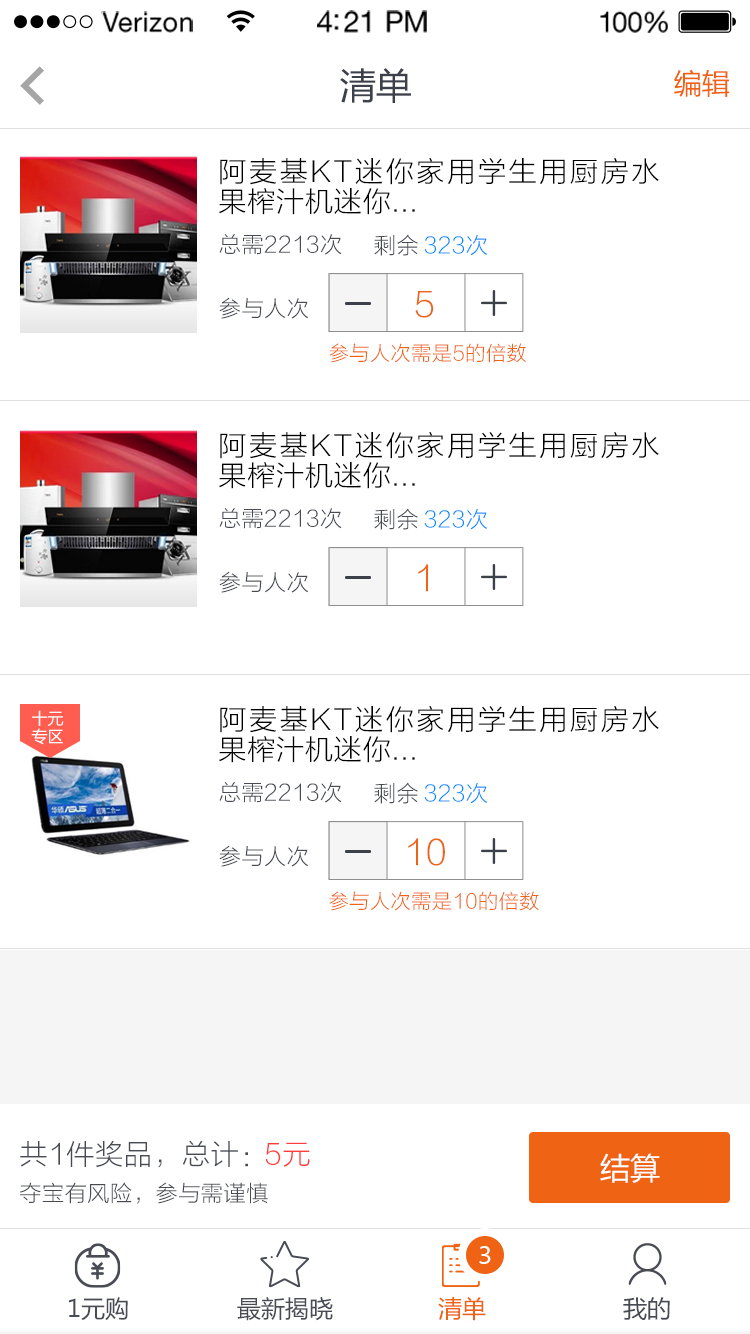 Verizon 4:21 PM 100%
清单
编辑
阿麦基KT迷你家用学生用厨房水
果榨汁机迷你...
总需2213次 剩余 323次
参与人次 — 5 +
参与人次需是5的倍数
阿麦基KT迷你家用学生用厨房水
果榨汁机迷你...
总需2213次 剩余 323次
参与人次 — 1 +
十元
专区
ASUS
阿麦基KT迷你家用学生用厨房水
果榨汁机迷你...
总需2213次 剩余 323次
参与人次 — 10 +
参与人次需是10的倍数
共1件奖品，总计：5元
夺宝有风险，参与需谨慎
结算
3
1元购 最新揭晓 清单 我的